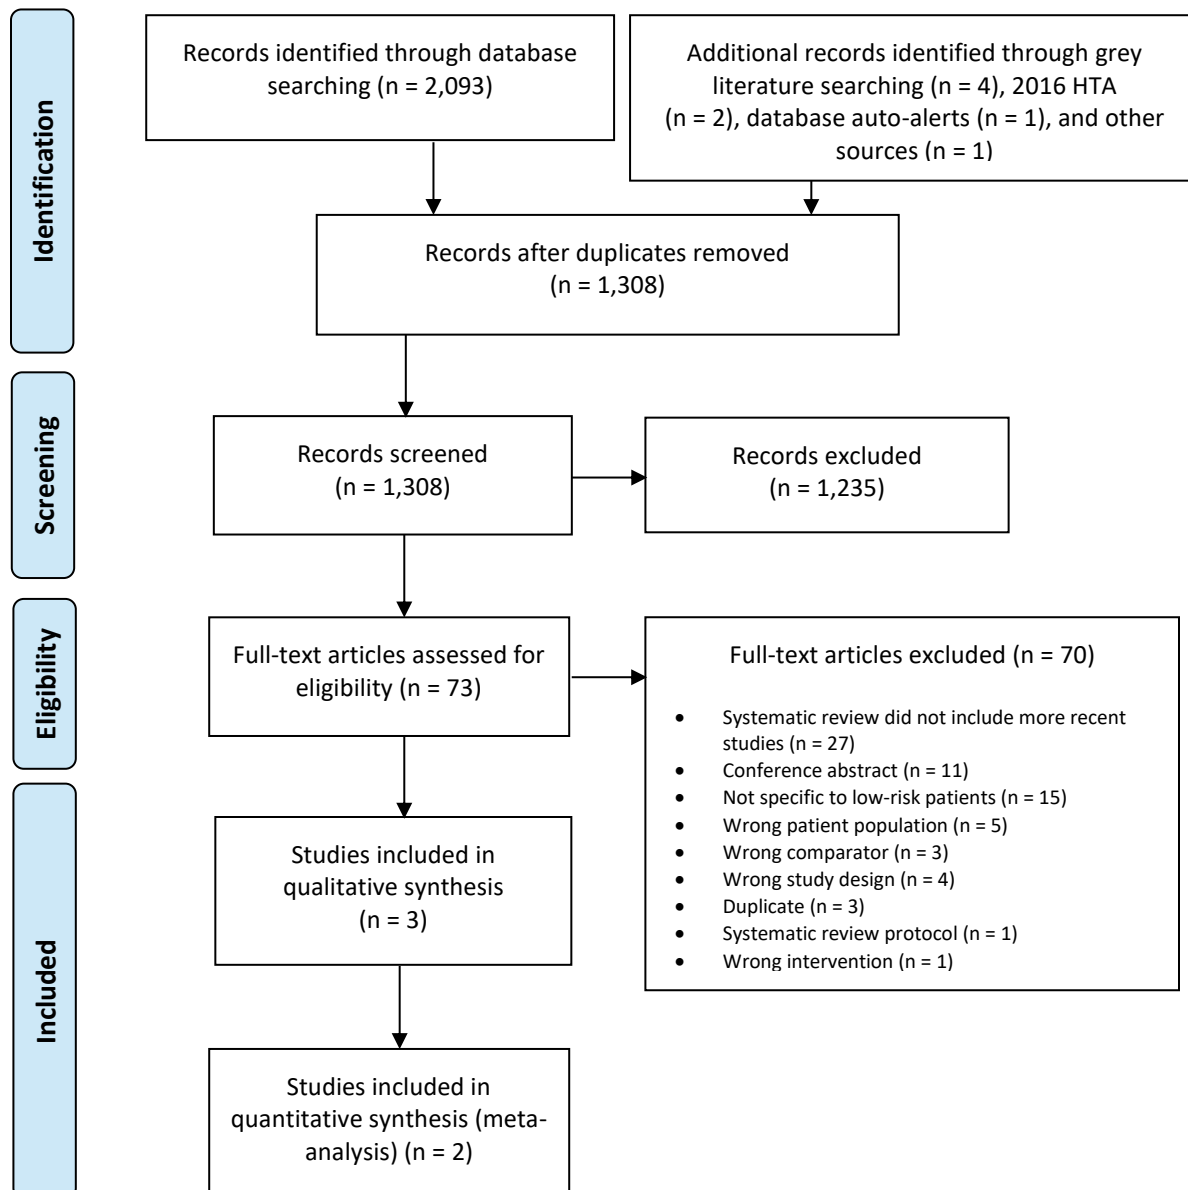 Identification
Records identified through database
searching (n = 2,093)
Additional records identified through grey
literature searching (n = 4), 2016 HTA
(n = 2), database auto-alerts (n = 1), and other
sources (n = 1)
Records after duplicates removed
(n = 1,308)
Screening
Records screened
(n = 1,308)
Records excluded
(n = 1,235)
Eligibility
Full-text articles assessed for
eligibility (n = 73)
Full-text articles excluded (n = 70)
• Systematic review did not include more recent
studies (n = 27)
• Conference abstract (n = 11)
• Not specific to low-risk patients (n = 15)
• Wrong patient population (n = 5)
• Wrong comparator (n = 3)
• Wrong study design (n = 4)
• Duplicate (n = 3)
• Systematic review protocol (n = 1)
• Wrong intervention (n = 1)
Included
Studies included in
qualitative synthesis
(n = 3)
Studies included in
quantitative synthesis (meta-
analysis) (n = 2)